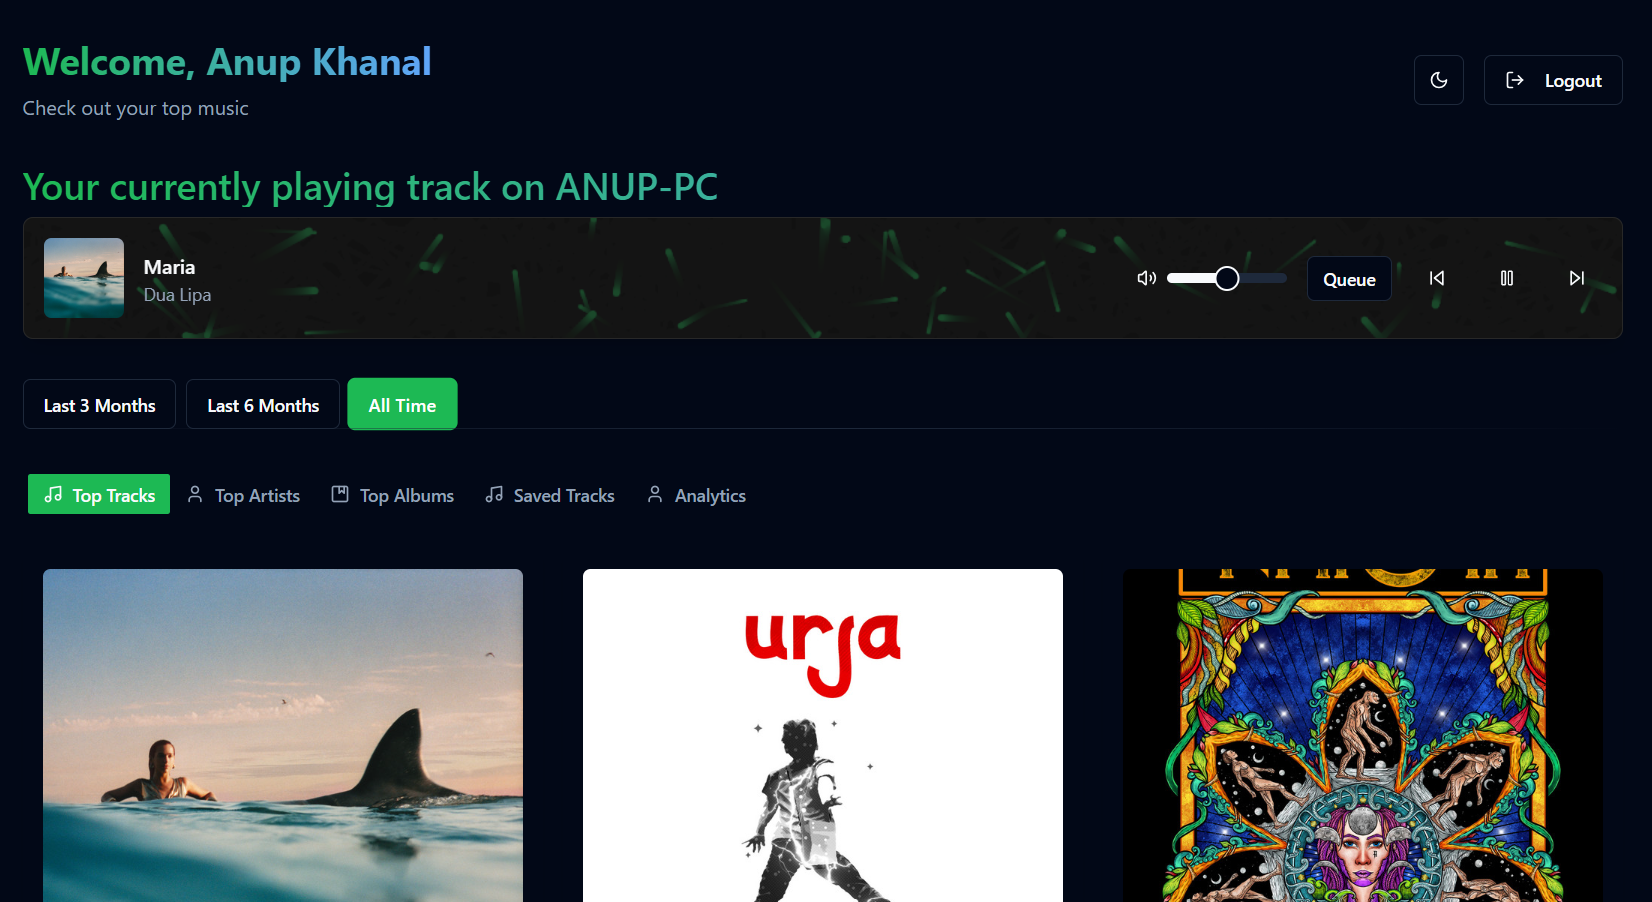 Welcome, Anup Khanal
Logout
Check out your top music
Your currently playing track on ANUP-PC
Maria
Dua Lipa
Queue
Last 3 Months
Last 6 Months
All Time
Top Tracks
Top Artists
Top Albums
Saved Tracks
Analytics
urja